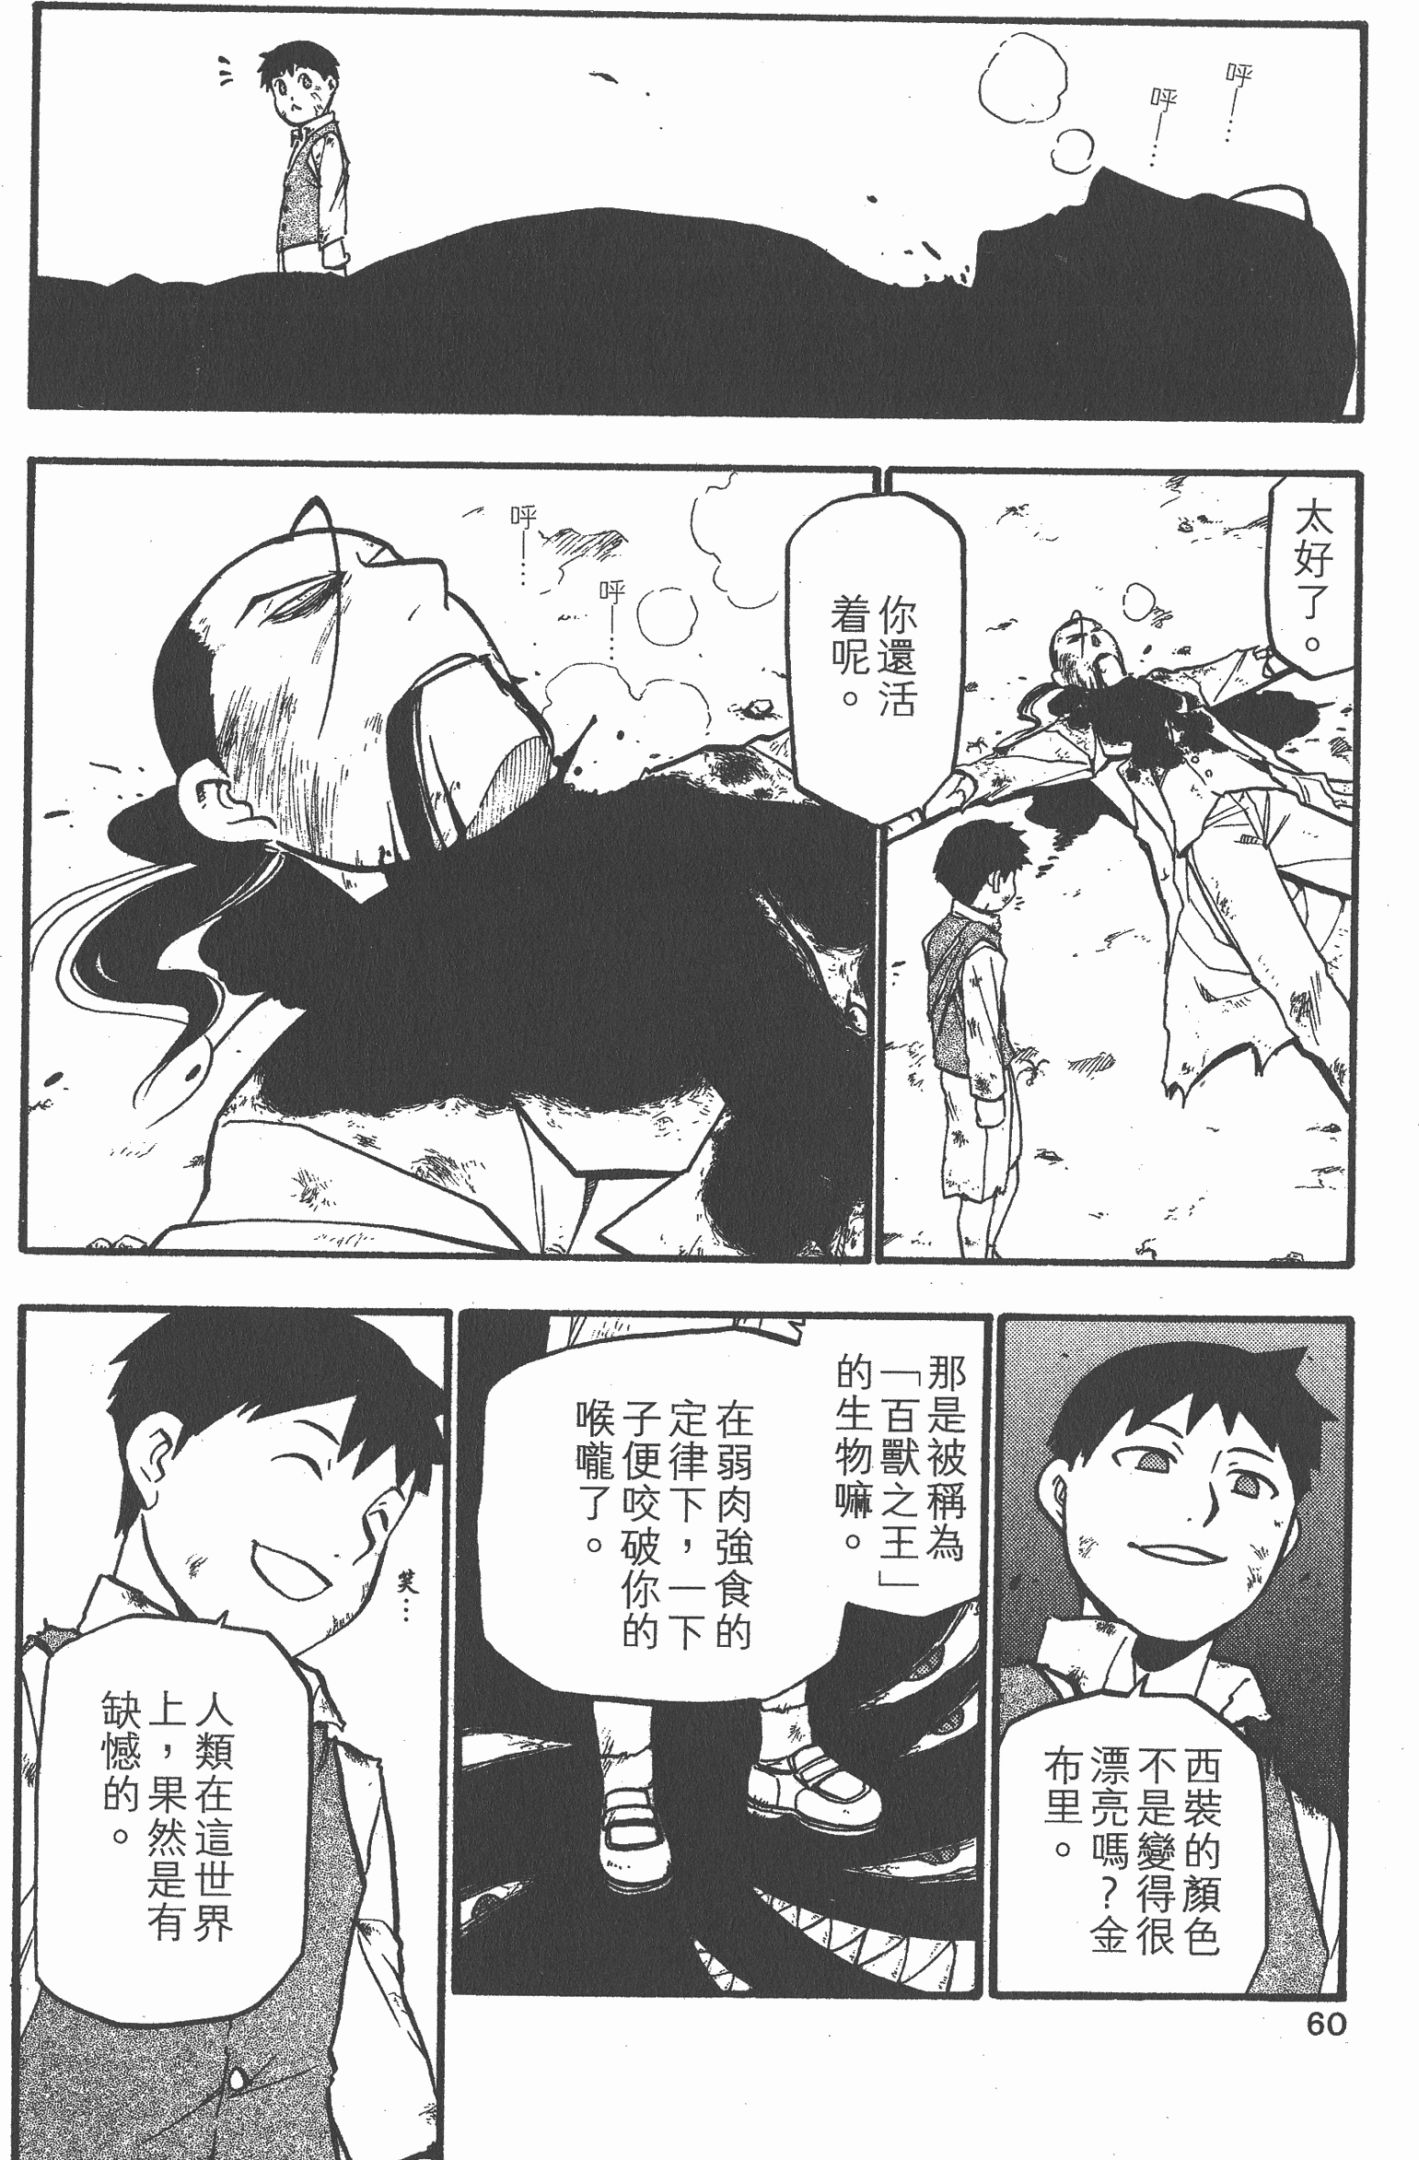 呼——……
呼——……
太好了。
你還活
着呢。
呼——……
呼——……
西裝的顏色
不是變得很
漂亮嗎？金
布里。
那是被稱為
「百獸之王」
的生物嘛。
在弱肉強食的
定律下，一下
子便咬破你的
喉嚨了。
笑…
人類在這世界
上，果然是有
缺憾的。
60